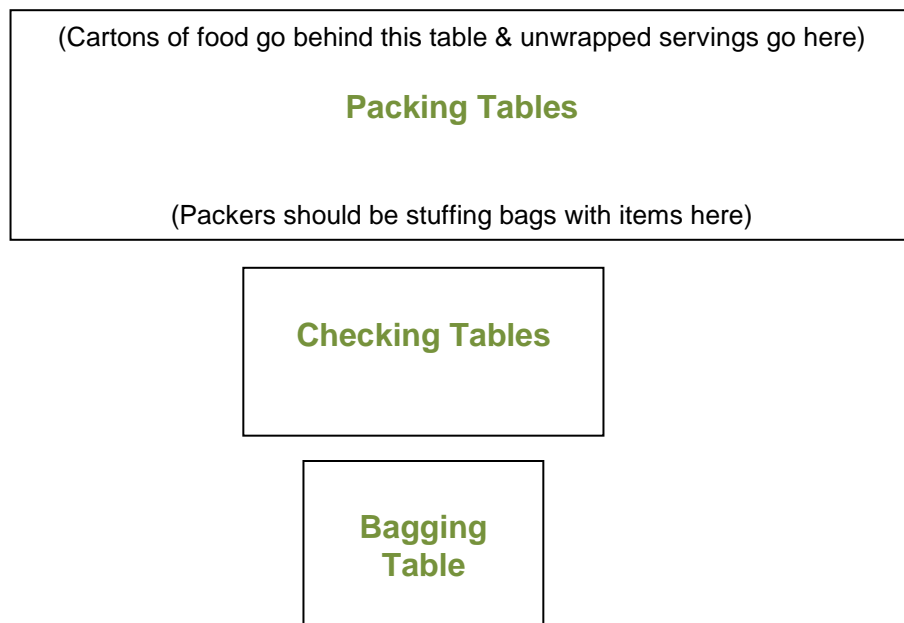 (Cartons of food go behind this table & unwrapped servings go here)
Packing Tables
(Packers should be stuffing bags with items here)
Checking Tables
Bagging
Table